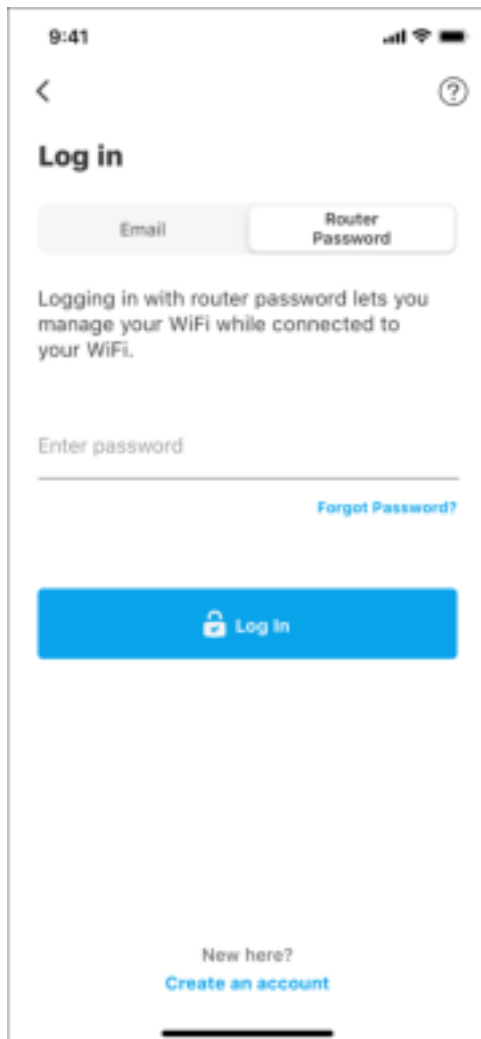 9:41
Log in
Email
Router
Password
Logging in with router password lets you
manage your WiFi while connected to
your WiFi.
Enter password
Forgot Password?
Log In
New here?
Create an account